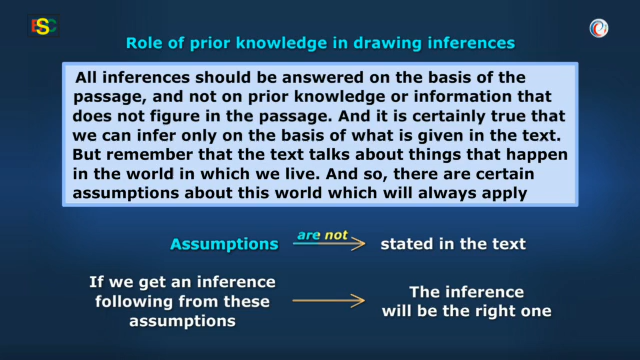 ESC
Role of prior knowledge in drawing inferences
All inferences should be answered on the basis of the
passage, and not on prior knowledge or information that
does not figure in the passage. And it is certainly true that
we can infer only on the basis of what is given in the text.
But remember that the text talks about things that happen
in the world in which we live. And so, there are certain
assumptions about this world which will always apply
Assumptions are not stated in the text
If we get an inference
following from these
assumptions
The inference
will be the right one